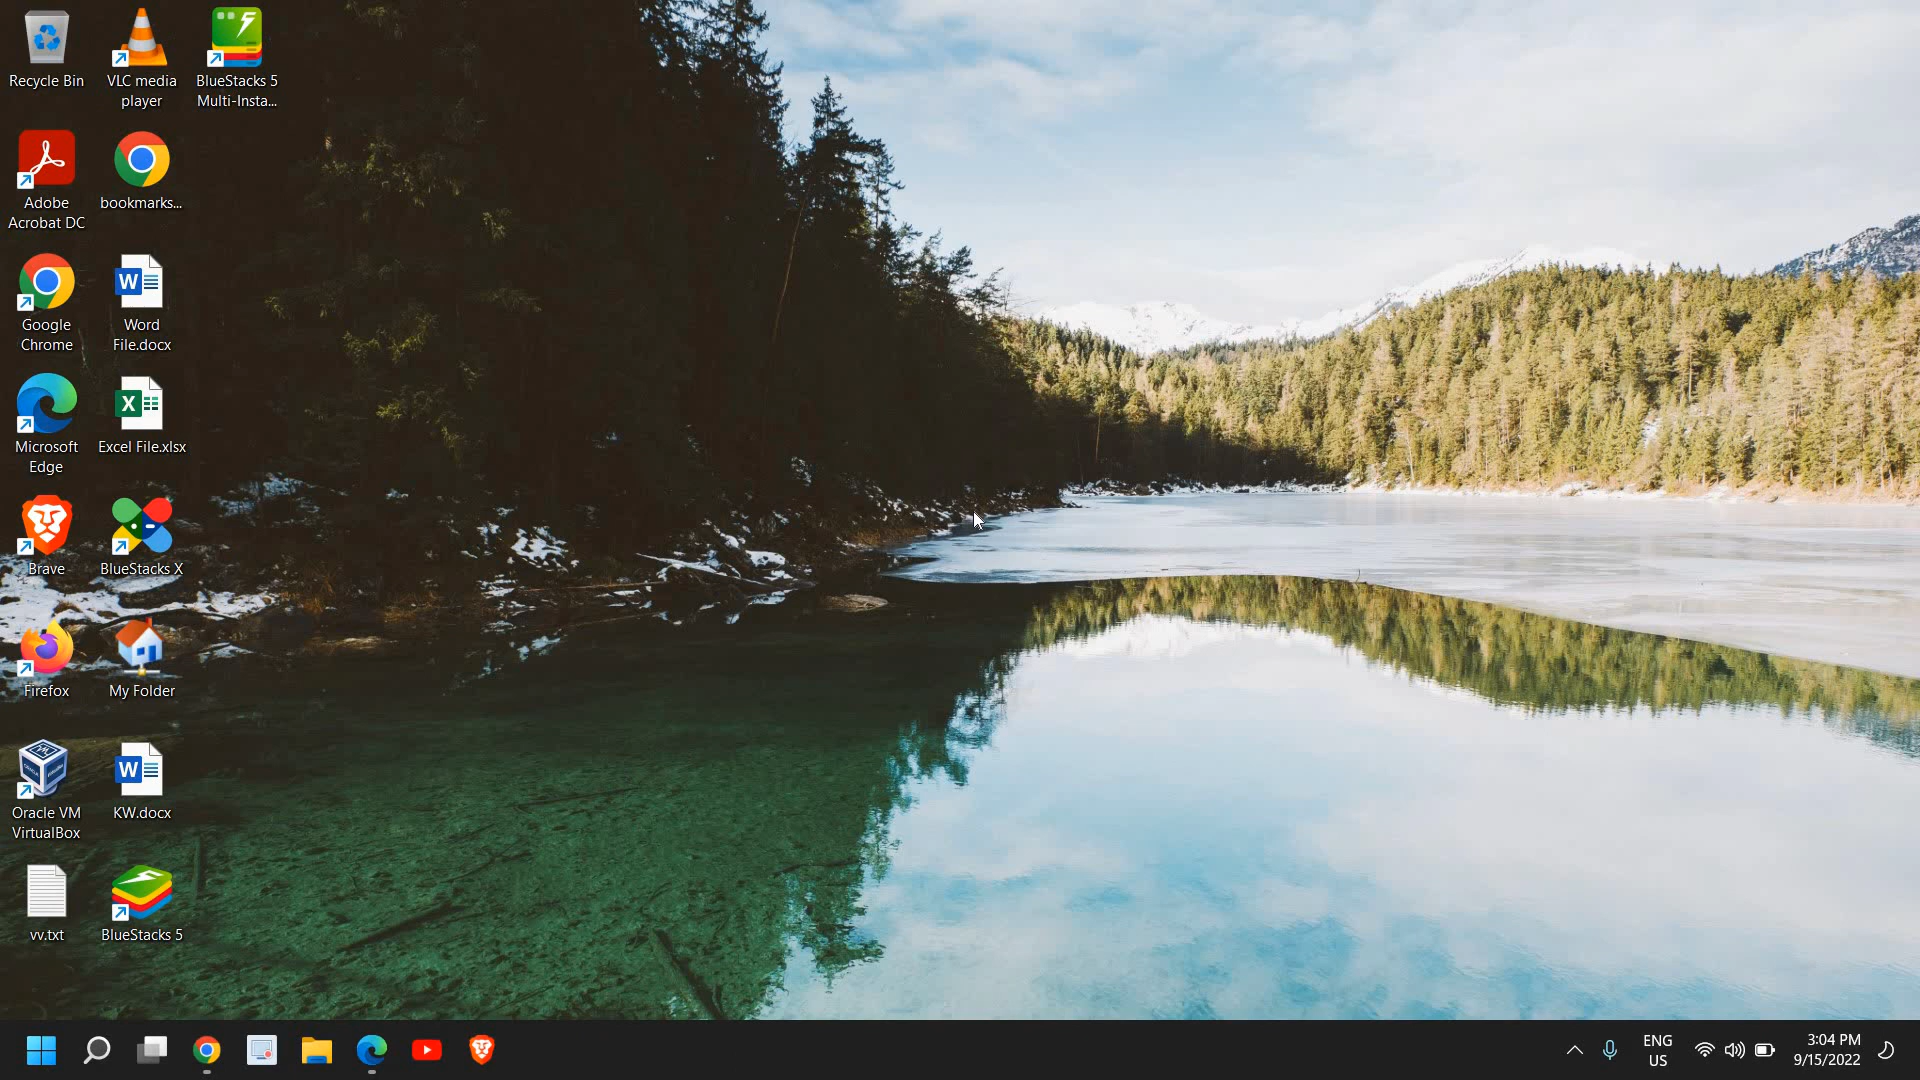 Recycle Bin
VLC media
player
BlueStacks 5
Multi-Insta...
Adobe
Acrobat DC
bookmarks...
Google
Chrome
Word
File.docx
Microsoft
Edge
Excel File.xlsx
Brave
BlueStacks X
Firefox
My Folder
Oracle VM
VirtualBox
KW.docx
vv.txt
BlueStacks 5
ENG
US
3:04 PM
9/15/2022